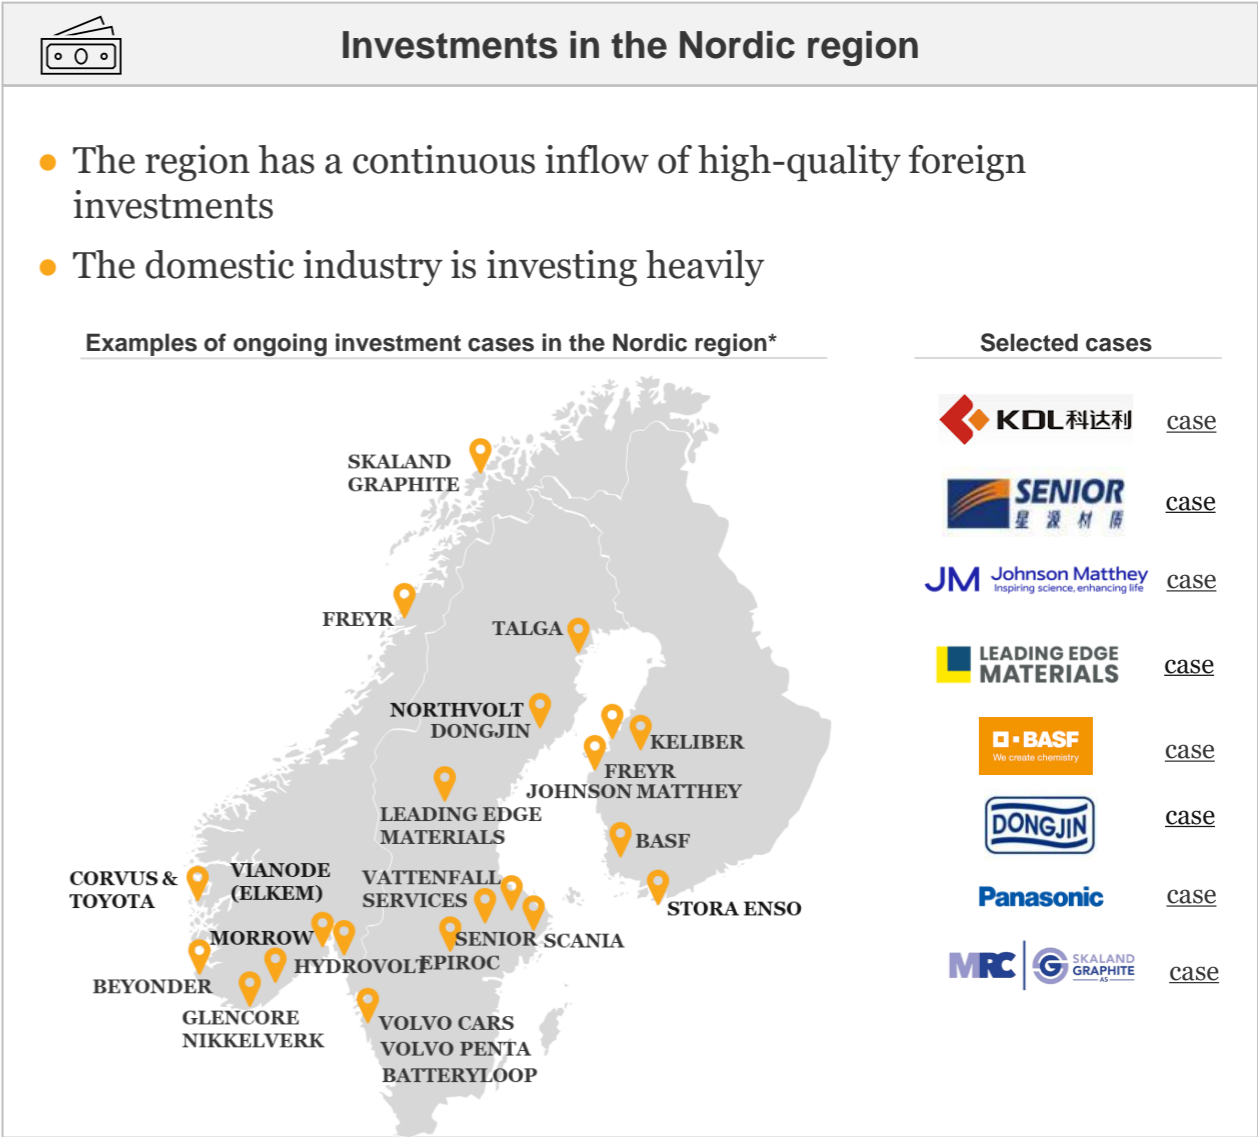 Investments in the Nordic region
The region has a continuous inflow of high-quality foreign
investments
The domestic industry is investing heavily
Examples of ongoing investment cases in the Nordic region*
SKALAND
GRAPHITE
FREYR
TALGA
NORTHVOLT
DONGJIN
KELIBER
FREYR
JOHNSON MATTHEY
LEADING EDGE
MATERIALS
BASF
CORVUS &
TOYOTA
VIANODE
(ELKEM)
VATTENFALL
SERVICES
STORA ENSO
MORROW
SENIOR
SCANIA
HYDROVOLT
EPIROC
BEYONDER
GLENCORE
NIKKELVERK
VOLVO CARS
VOLVO PENTA
BATTERYLOOP
Selected cases
KDL科达利 case
SENIOR case
星源材质
JM Johnson Matthey case
Inspiring science, enhancing life
LEADING EDGE
MATERIALS case
BASF case
We create chemistry
DONGJIN case
Panasonic case
MRC SKALAND
GRAPHITE case
AS